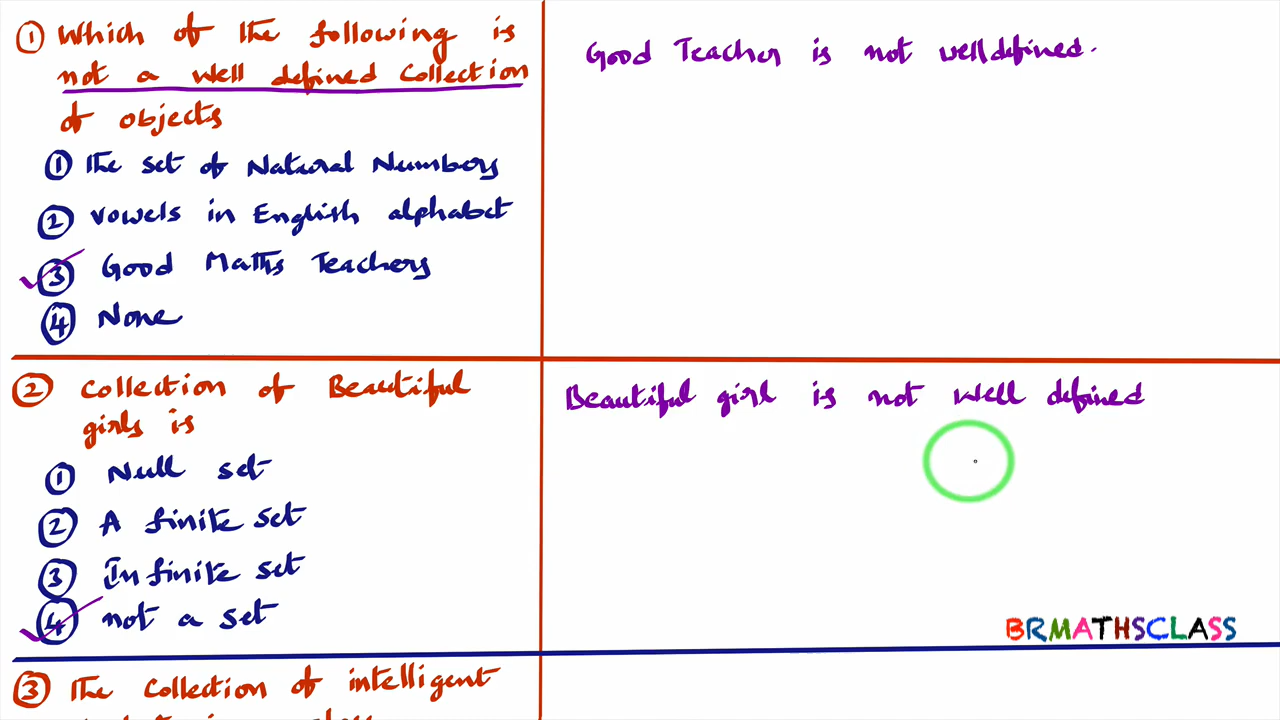 ① Which of the following is
not a well defined collection
of objects
① The set of Natural Numbers
② vowels in English alphabet
③ Good Maths Teachers
④ None
Good Teacher is not welldefined.
② Collection of Beautiful
girls is
① Null set
② A finite set
③ Infinite set
④ not a set
Beautiful girl is not well defined
BRMATHSCLASS
③ The Collection of intelligent